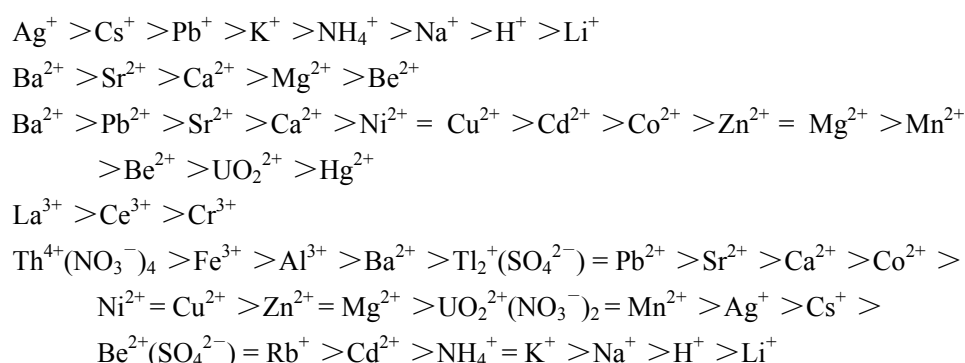 Ag⁺ >Cs⁺ >Pb⁺ >K⁺ >NH₄⁺ >Na⁺ >H⁺ >Li⁺
Ba²⁺ >Sr²⁺ >Ca²⁺ >Mg²⁺ >Be²⁺
Ba²⁺ >Pb²⁺ >Sr²⁺ >Ca²⁺ >Ni²⁺ = Cu²⁺ >Cd²⁺ >Co²⁺ >Zn²⁺ = Mg²⁺ >Mn²⁺
>Be²⁺ >UO₂²⁺ >Hg²⁺
La³⁺ >Ce³⁺ >Cr³⁺
Th⁴⁺(NO₃⁻)₄ >Fe³⁺ >Al³⁺ >Ba²⁺ >Tl₂⁺(SO₄²⁻) = Pb²⁺ >Sr²⁺ >Ca²⁺ >Co²⁺ >
Ni²⁺ = Cu²⁺ >Zn²⁺ = Mg²⁺ >UO₂²⁺(NO₃⁻)₂ = Mn²⁺ >Ag⁺ >Cs⁺ >
Be²⁺(SO₄²⁻) = Rb⁺ >Cd²⁺ >NH₄⁺ = K⁺ >Na⁺ >H⁺ >Li⁺